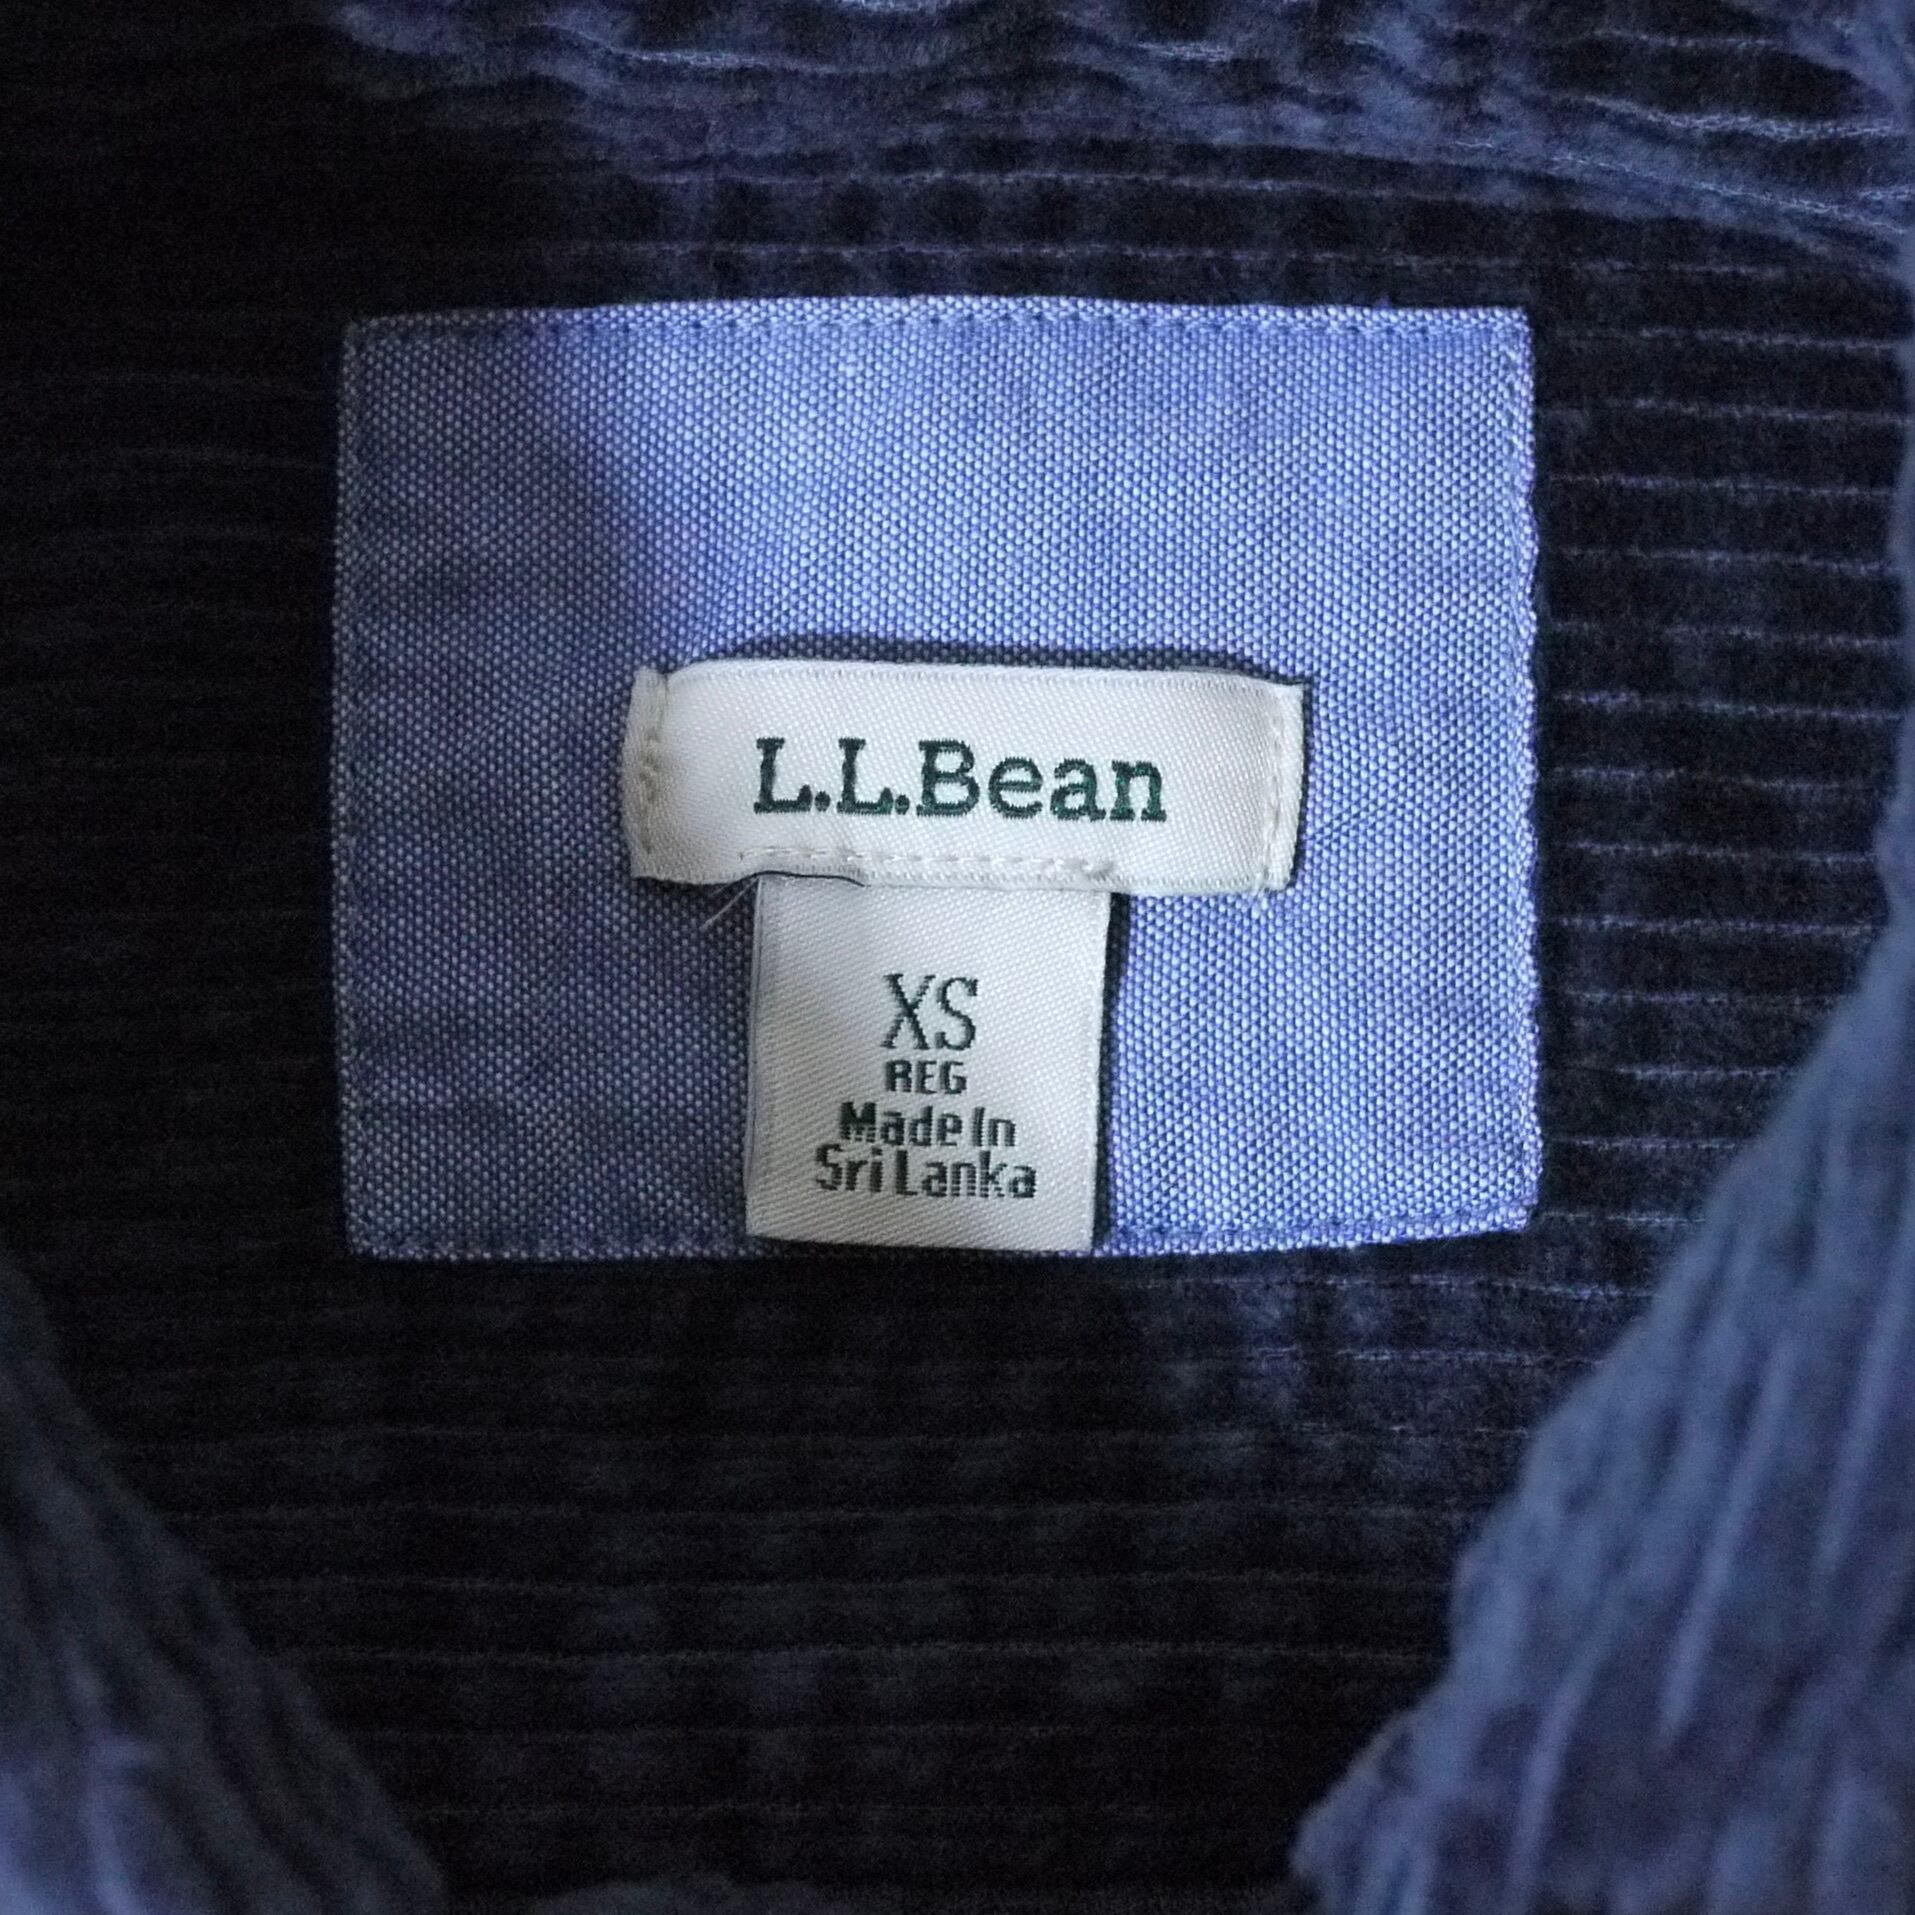 L.L.Bean
XS
REG
Made In
Sri Lanka